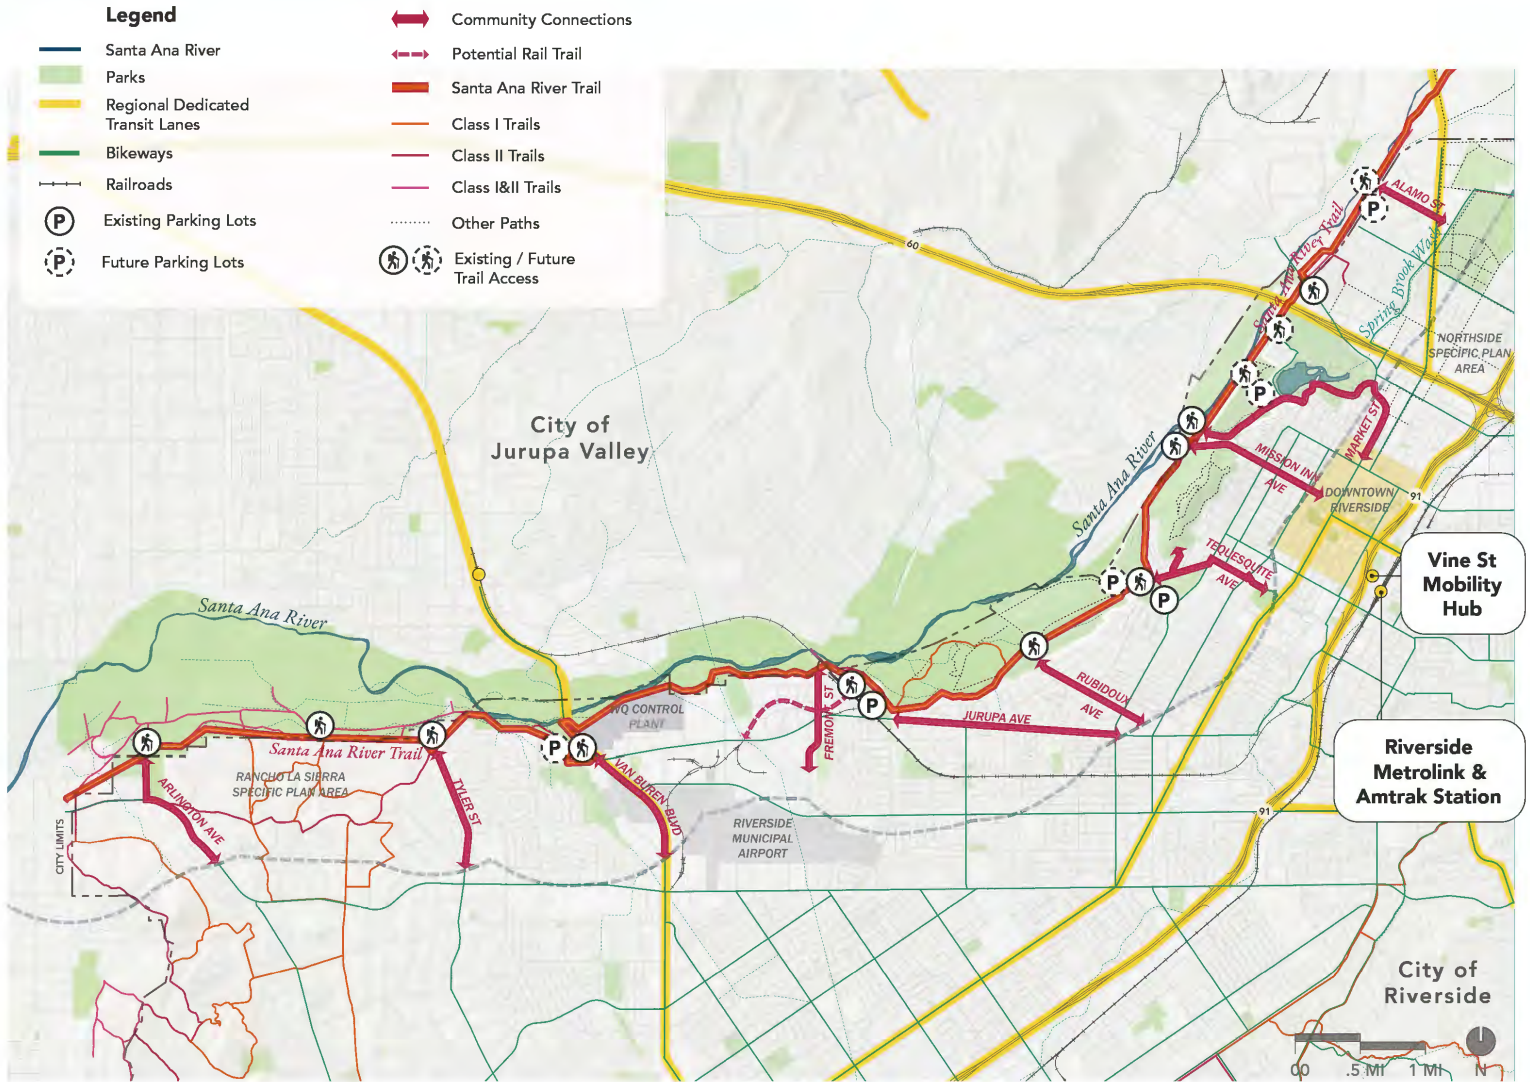 Legend
Santa Ana River
Parks
Regional Dedicated
Transit Lanes
Bikeways
Railroads
P
Existing Parking Lots
P
Future Parking Lots
Community Connections
Potential Rail Trail
Santa Ana River Trail
Class I Trails
Class II Trails
Class I&II Trails
Other Paths
Existing / Future
Trail Access
60
ALAMO ST
P
Santa Ana River Trail
Spring Brook Wash
NORTHSIDE
SPECIFIC PLAN
AREA
P
City of
Jurupa Valley
MARKET ST
Santa Ana River
MISSION INN
AVE
DOWNTOWN
RIVERSIDE
91
TEQUESQUITE
AVE
P
P
Vine St
Mobility
Hub
Santa Ana River
RUBIDOUX
AVE
JURUPA AVE
FREMONT ST
P
WQ CONTROL
PLANT
P
Santa Ana River Trail
RANCHO LA SIERRA
SPECIFIC PLAN AREA
ARLINGTON AVE
TYLER ST
VAN BUREN BLVD
RIVERSIDE
MUNICIPAL
AIRPORT
CITY LIMITS
Riverside
Metrolink &
Amtrak Station
91
City of
Riverside
00 .5 MI 1 MI N